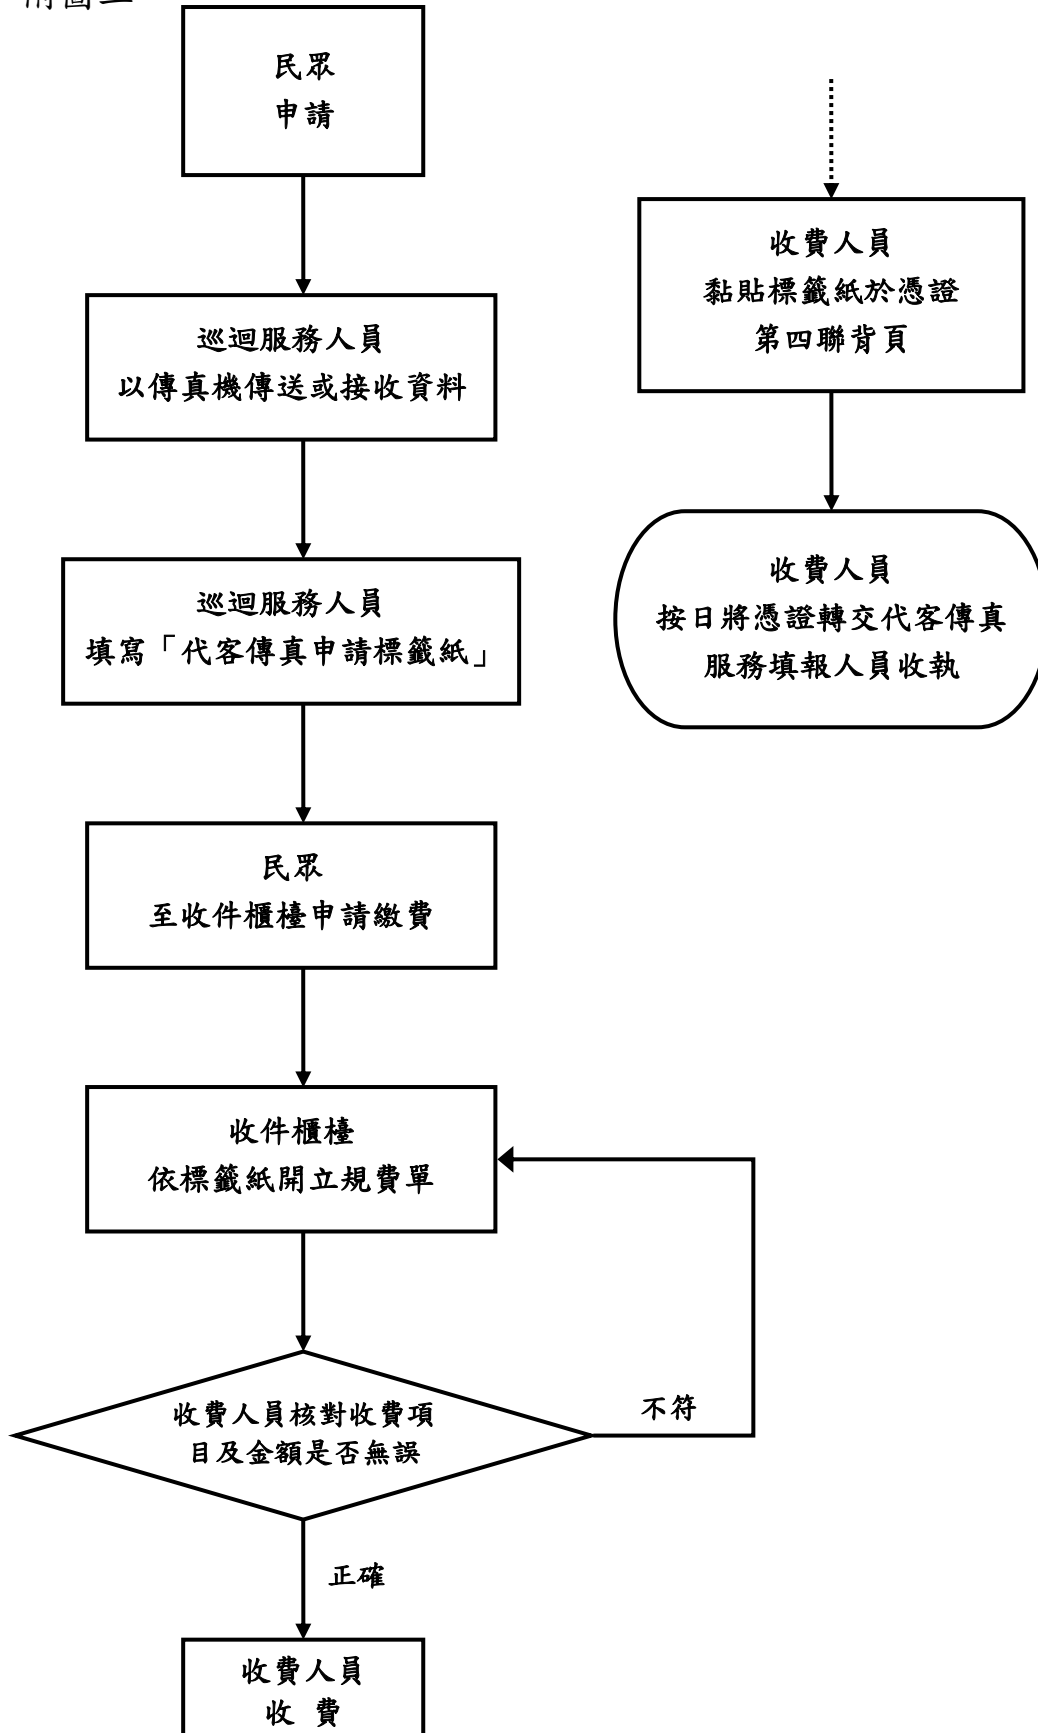 民眾
申請
巡迴服務人員
以傳真機傳送或接收資料
巡迴服務人員
填寫「代客傳真申請標籤紙」
民眾
至收件櫃檯申請繳費
收件櫃檯
依標籤紙開立規費單
收費人員核對收費項
目及金額是否無誤
不符
正確
收費人員
收 費
收費人員
黏貼標籤紙於憑證
第四聯背頁
收費人員
按日將憑證轉交代客傳真
服務填報人員收執